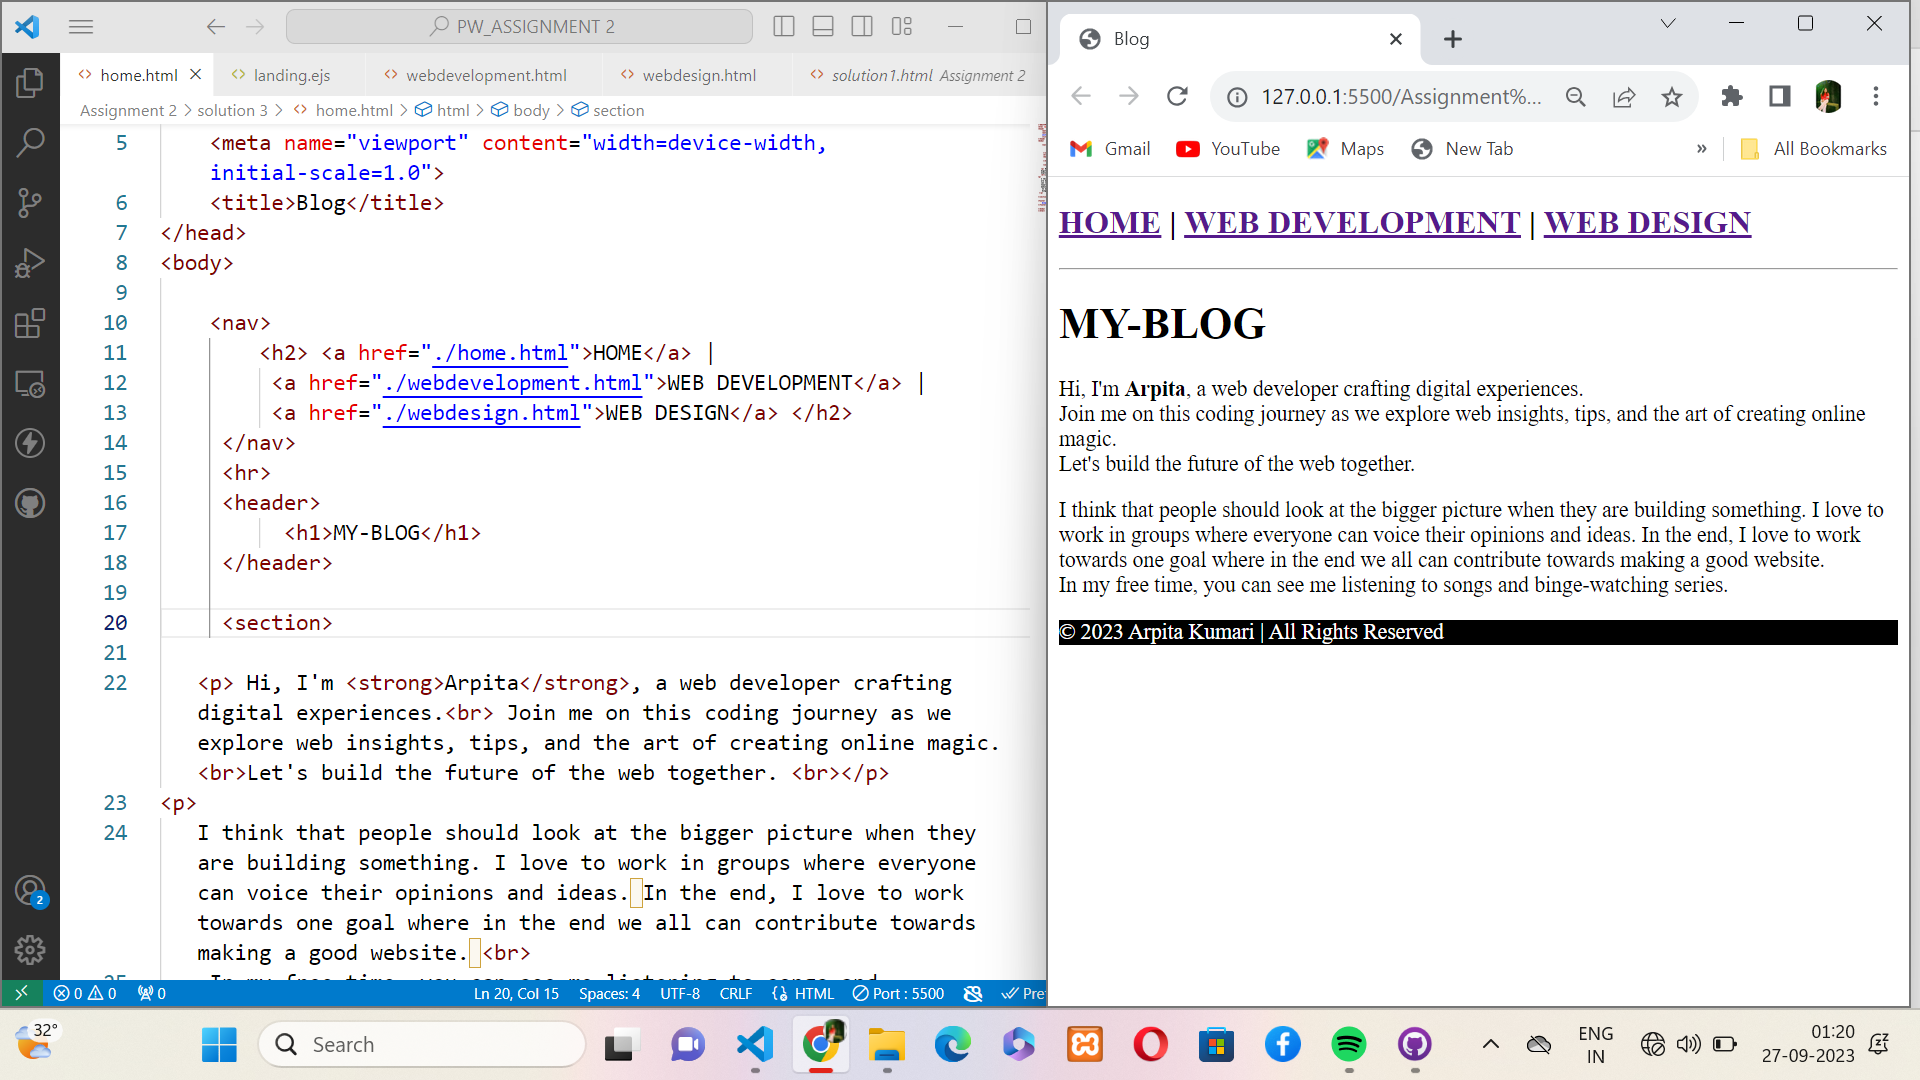 PW_ASSIGNMENT 2
home.html
landing.ejs
webdevelopment.html
webdesign.html
solution1.html Assignment 2
Assignment 2 > solution 3 > home.html > html > body > section
5 <meta name="viewport" content="width=device-width,
initial-scale=1.0">
6 <title>Blog</title>
7 </head>
8 <body>
9
10 <nav>
11 <h2> <a href="./home.html">HOME</a> |
12 <a href="./webdevelopment.html">WEB DEVELOPMENT</a> |
13 <a href="./webdesign.html">WEB DESIGN</a> </h2>
14 </nav>
15 <hr>
16 <header>
17 <h1>MY-BLOG</h1>
18 </header>
19
20 <section>
21
22 <p> Hi, I'm <strong>Arpita</strong>, a web developer crafting
digital experiences.<br> Join me on this coding journey as we
explore web insights, tips, and the art of creating online magic.
<br>Let's build the future of the web together. <br></p>
23 <p>
24 I think that people should look at the bigger picture when they
are building something. I love to work in groups where everyone
can voice their opinions and ideas. In the end, I love to work
towards one goal where in the end we all can contribute towards
making a good website. <br>
25 In my free time, you can see me listening to songs and
2
0 0 0
Ln 20, Col 15 Spaces: 4 UTF-8 CRLF HTML Port : 5500 Pre
Blog
127.0.0.1:5500/Assignment%...
Gmail YouTube Maps New Tab » All Bookmarks
HOME | WEB DEVELOPMENT | WEB DESIGN
MY-BLOG
Hi, I'm Arpita, a web developer crafting digital experiences.
Join me on this coding journey as we explore web insights, tips, and the art of creating online
magic.
Let's build the future of the web together.
I think that people should look at the bigger picture when they are building something. I love to
work in groups where everyone can voice their opinions and ideas. In the end, I love to work
towards one goal where in the end we all can contribute towards making a good website.
In my free time, you can see me listening to songs and binge-watching series.
© 2023 Arpita Kumari | All Rights Reserved
32°
Search
ENG
IN
01:20
27-09-2023